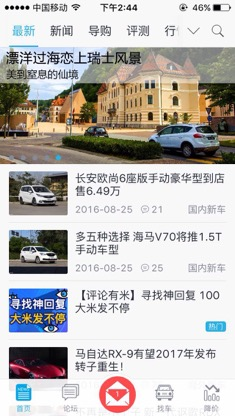 中国移动 下午2:44 46%
最新 新闻 导购 评测
漂洋过海恋上瑞士风景
美到窒息的仙境
长安欧尚6座版手动豪华型到店
售6.49万
2016-08-25 21 国内新车
多五种选择 海马V70将推1.5T
手动车型
2016-08-25 25 国内新车
【评论有米】寻找神回复 100
大米发不停
寻找神回复
大米发不停
热门
马自达RX-9有望2017年发布
转子重生!
首页 论坛 找车 降价